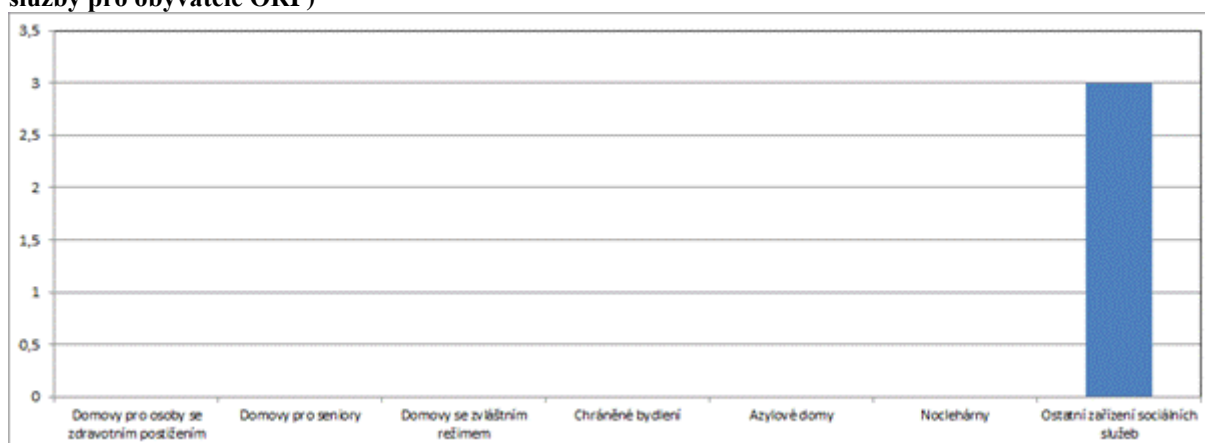 služby pro obyvatele ORP)
3,5
3
2,5
2
1,5
1
0,5
0
Domovy pro osoby se
zdravotním postižením
Domovy pro seniory
Domovy se zvláštním
režimem
Chráněné bydlení
Azylové domy
Noclehárny
Ostatní zařízení sociálních
služeb